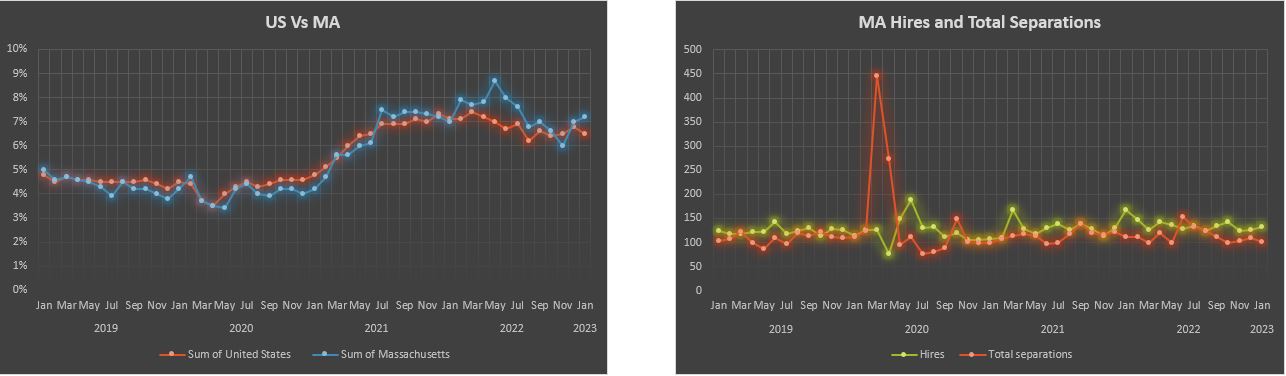 US Vs MA
10%
9%
8%
7%
6%
5%
4%
3%
2%
1%
0%
Jan Mar May Jul Sep Nov Jan Mar May Jul Sep Nov Jan Mar May Jul Sep Nov Jan Mar May Jul Sep Nov Jan
2019 2020 2021 2022 2023
Sum of United States Sum of Massachusetts
MA Hires and Total Separations
500
450
400
350
300
250
200
150
100
50
0
Jan Mar May Jul Sep Nov Jan Mar May Jul Sep Nov Jan Mar May Jul Sep Nov Jan Mar May Jul Sep Nov Jan
2019 2020 2021 2022 2023
Hires Total separations